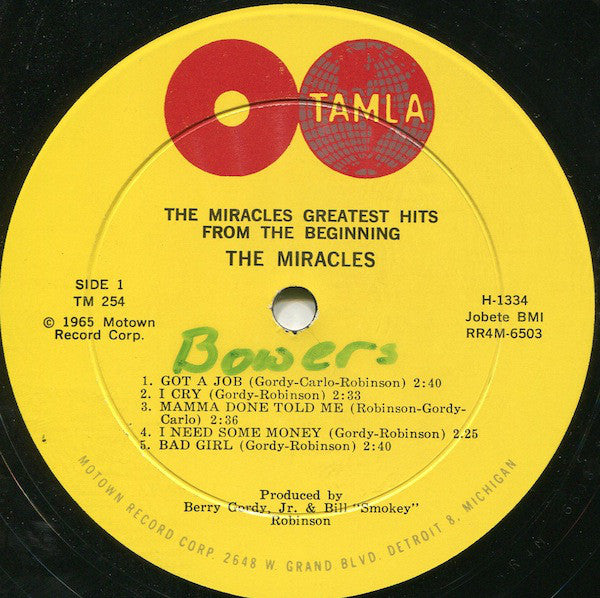 TAMLA
THE MIRACLES GREATEST HITS
FROM THE BEGINNING
THE MIRACLES
SIDE 1
TM 254
© 1965 Motown
Record Corp.
H-1334
Jobete BMI
RR4M-6503
Bowers
1. GOT A JOB (Gordy-Carlo-Robinson) 2:40
2. I CRY (Gordy-Robinson) 2:33
3. MAMMA DONE TOLD ME (Robinson-Gordy-
Carlo) 2:36
4. I NEED SOME MONEY (Gordy-Robinson) 2.25
5. BAD GIRL (Gordy-Robinson) 2:40
Produced by
Berry Gordy, Jr. & Bill "Smokey"
Robinson
MOTOWN RECORD CORP. 2648 W. GRAND BLVD. DETROIT 8, MICHIGAN